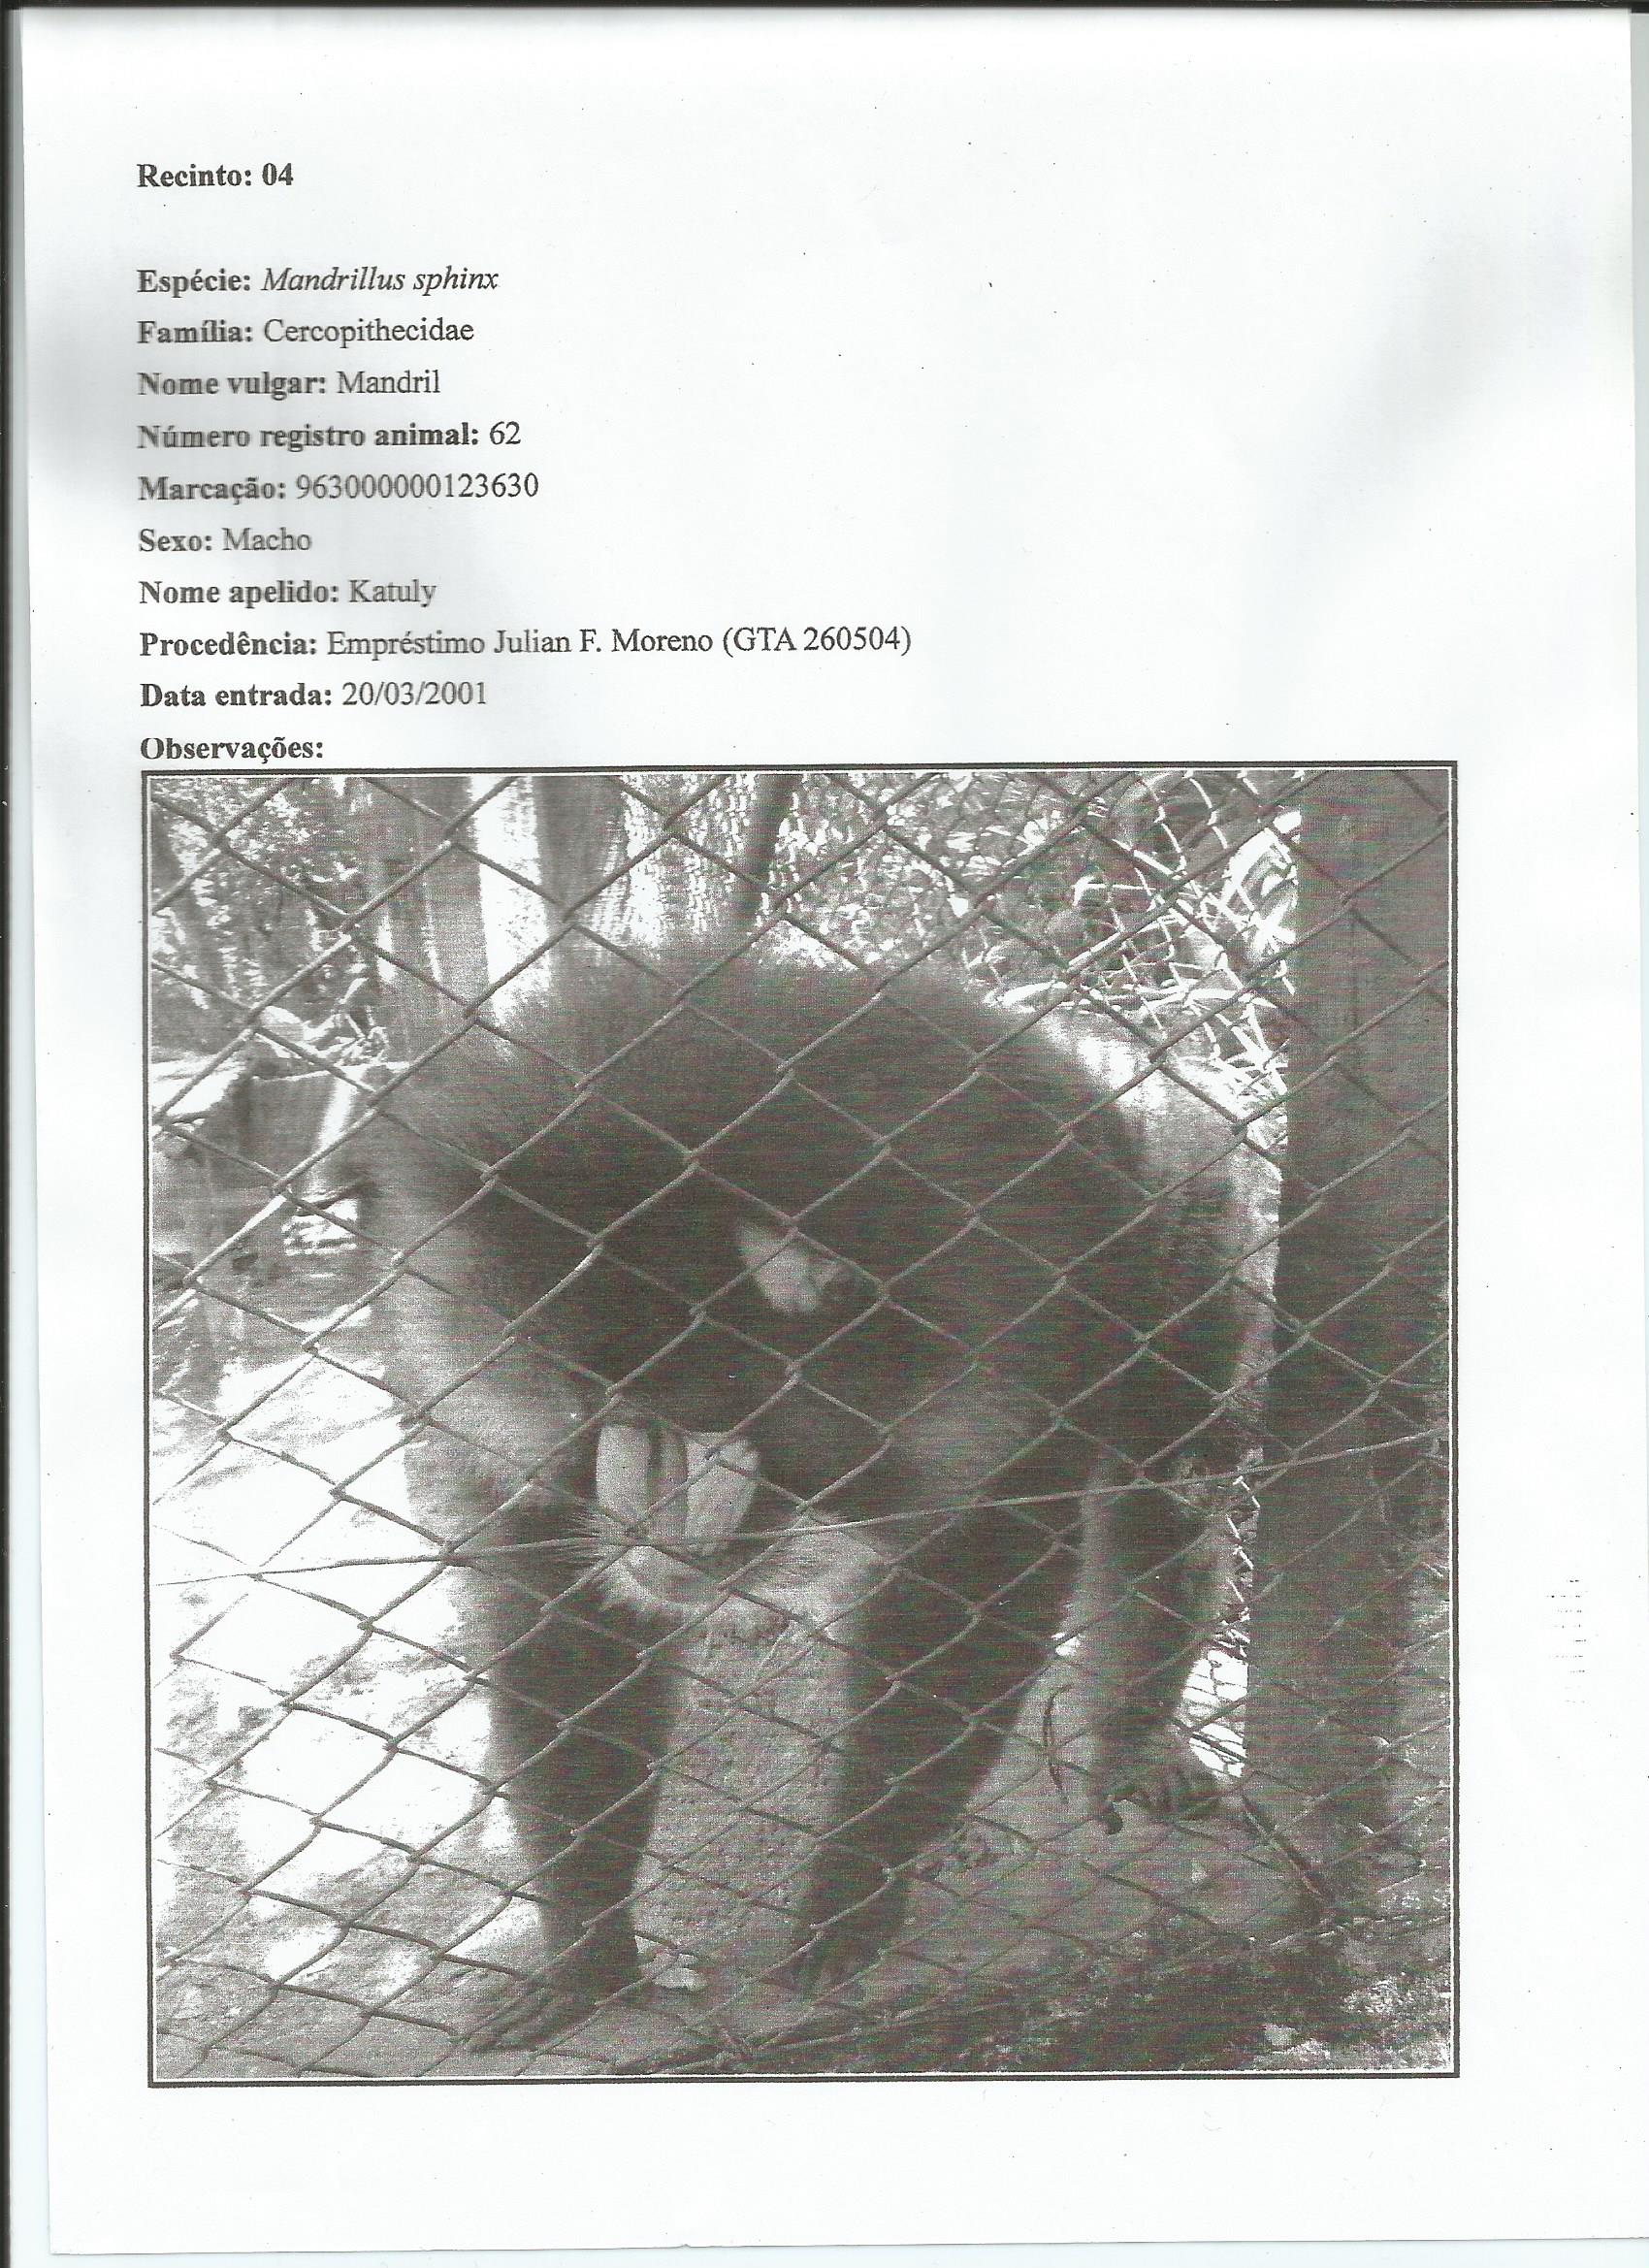 Recinto: 04
Espécie: Mandrillus sphinx
Família: Cercopithecidae
Nome vulgar: Mandril
Número registro animal: 62
Marcação: 963000000123630
Sexo: Macho
Nome apelido: Katuly
Procedência: Empréstimo Julian F. Moreno (GTA 260504)
Data entrada: 20/03/2001
Observações: